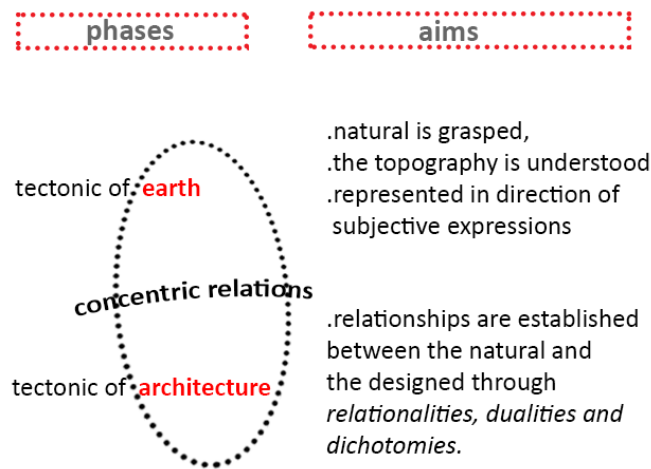 phases
aims
tectonic of earth
concentric relations
tectonic of architecture
.natural is grasped,
.the topography is understood
.represented in direction of
subjective expressions
.relationships are established
between the natural and
the designed through
relationalities, dualities and
dichotomies.